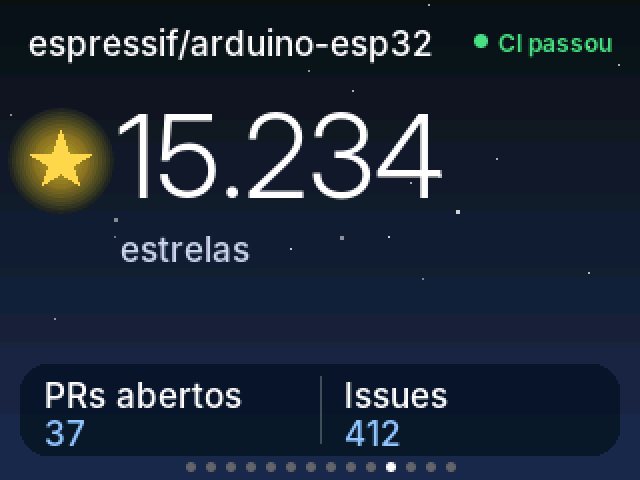 espressif/arduino-esp32
CI passou
15.234
estrelas
PRs abertos
37
Issues
412